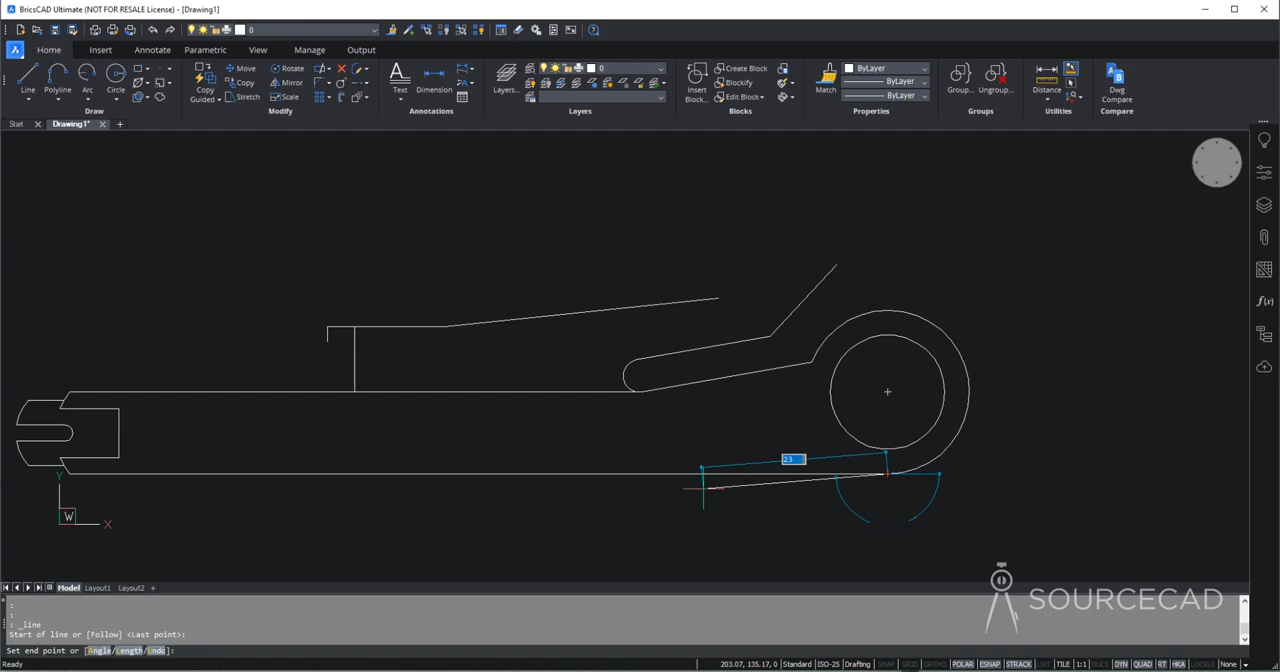 BricsCAD Ultimate (NOT FOR RESALE License) - [Drawing1]
0
Home Insert Annotate Parametric View Manage Output
Line Polyline Arc Circle
Copy Guided
Move Rotate
Copy Mirror
Stretch Scale
Text Dimension
Layers...
0
Insert Block...
Create Block
Blockify
Edit Block
Match
ByLayer
ByLayer
ByLayer
Group... Ungroup...
Distance
Dwg Compare
Draw Modify Annotations Layers Blocks Properties Groups Utilities Compare
Start Drawing1*
23
Y
W X
f(x)
Model Layout1 Layout2
:
:
: _line
Start of line or [Follow] <Last point>:
Set end point or [Angle/Length/Undo]:
SOURCECAD
Ready 203.07, 135.17, 0 Standard ISO-25 Drafting SNAP GRID ORTHO POLAR ESNAP STRACK LWT TILE 1:1 DUCS DYN QUAD RT HKA LOCKUI None